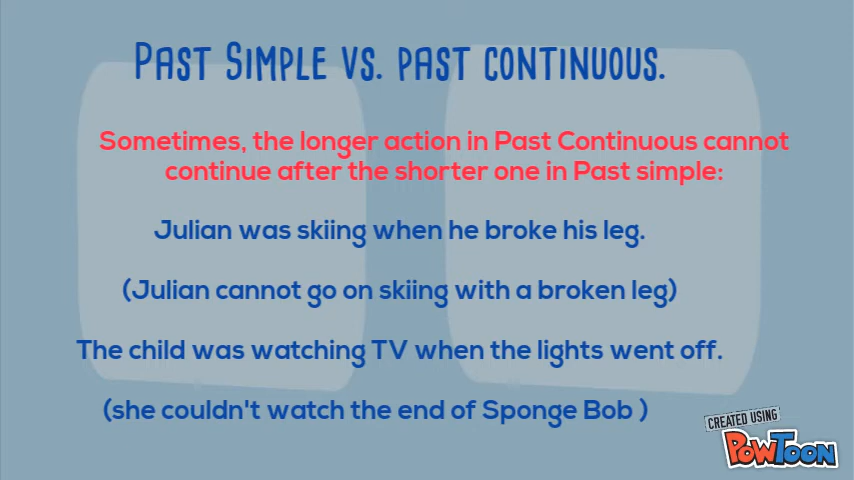 Past Simple vs. past continuous.
Sometimes, the longer action in Past Continuous cannot
continue after the shorter one in Past simple:
Julian was skiing when he broke his leg.
(Julian cannot go on skiing with a broken leg)
The child was watching TV when the lights went off.
(she couldn't watch the end of Sponge Bob )
CREATED USING
POWTOON